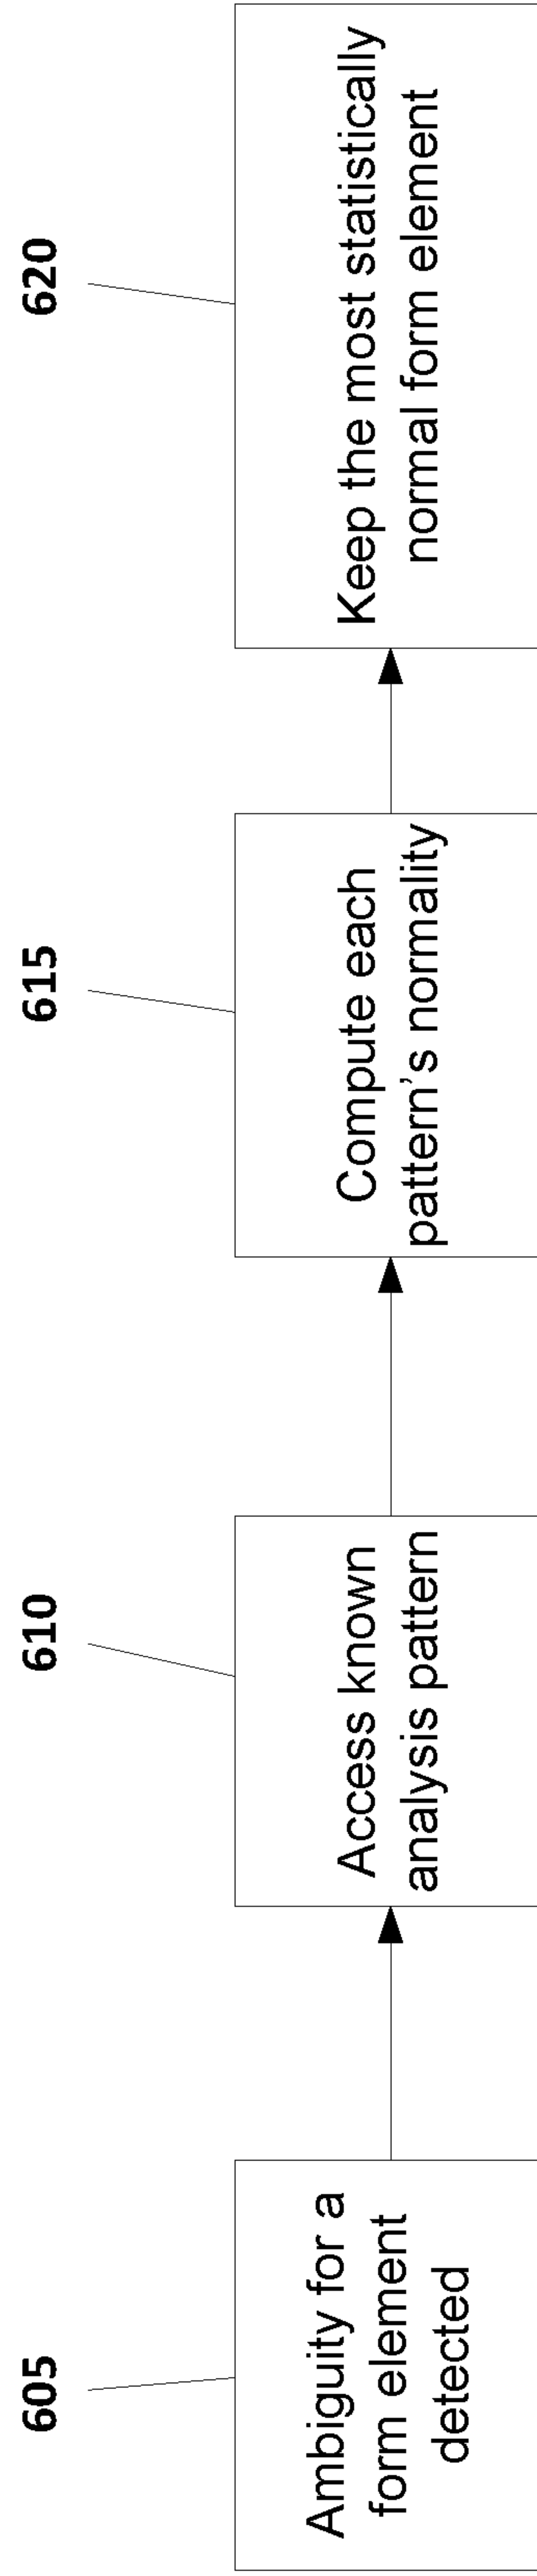 605
Ambiguity for a
form element
detected
610
Access known
analysis pattern
615
Compute each
pattern's normality
620
Keep the most statistically
normal form element